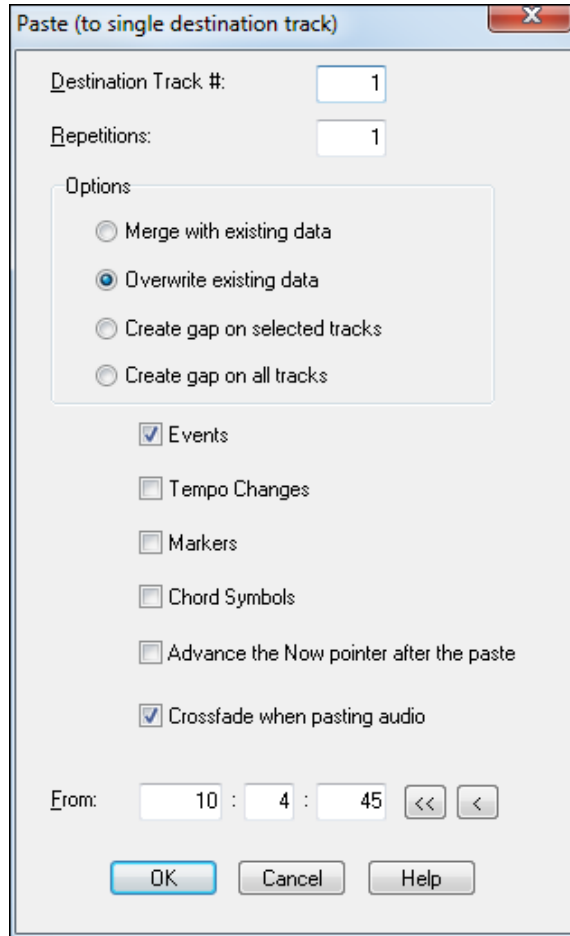 Paste (to single destination track)
Destination Track #: 1
Repetitions: 1
Options
Merge with existing data
Overwrite existing data
Create gap on selected tracks
Create gap on all tracks
Events
Tempo Changes
Markers
Chord Symbols
Advance the Now pointer after the paste
Crossfade when pasting audio
From: 10 : 4 : 45 << <
OK Cancel Help